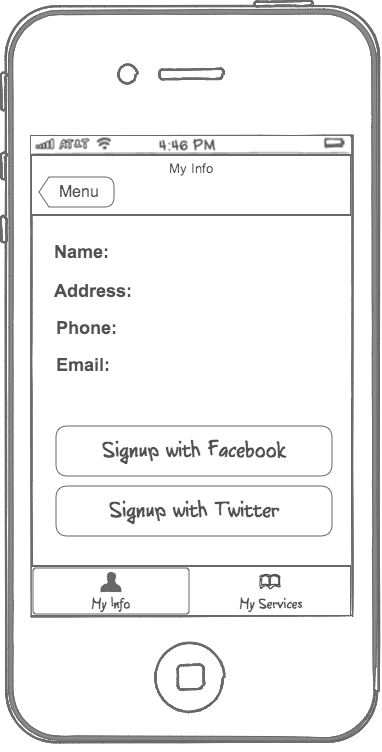 AT&T 4:46 PM
My Info
Menu
Name:
Address:
Phone:
Email:
Signup with Facebook
Signup with Twitter
My Info My Services